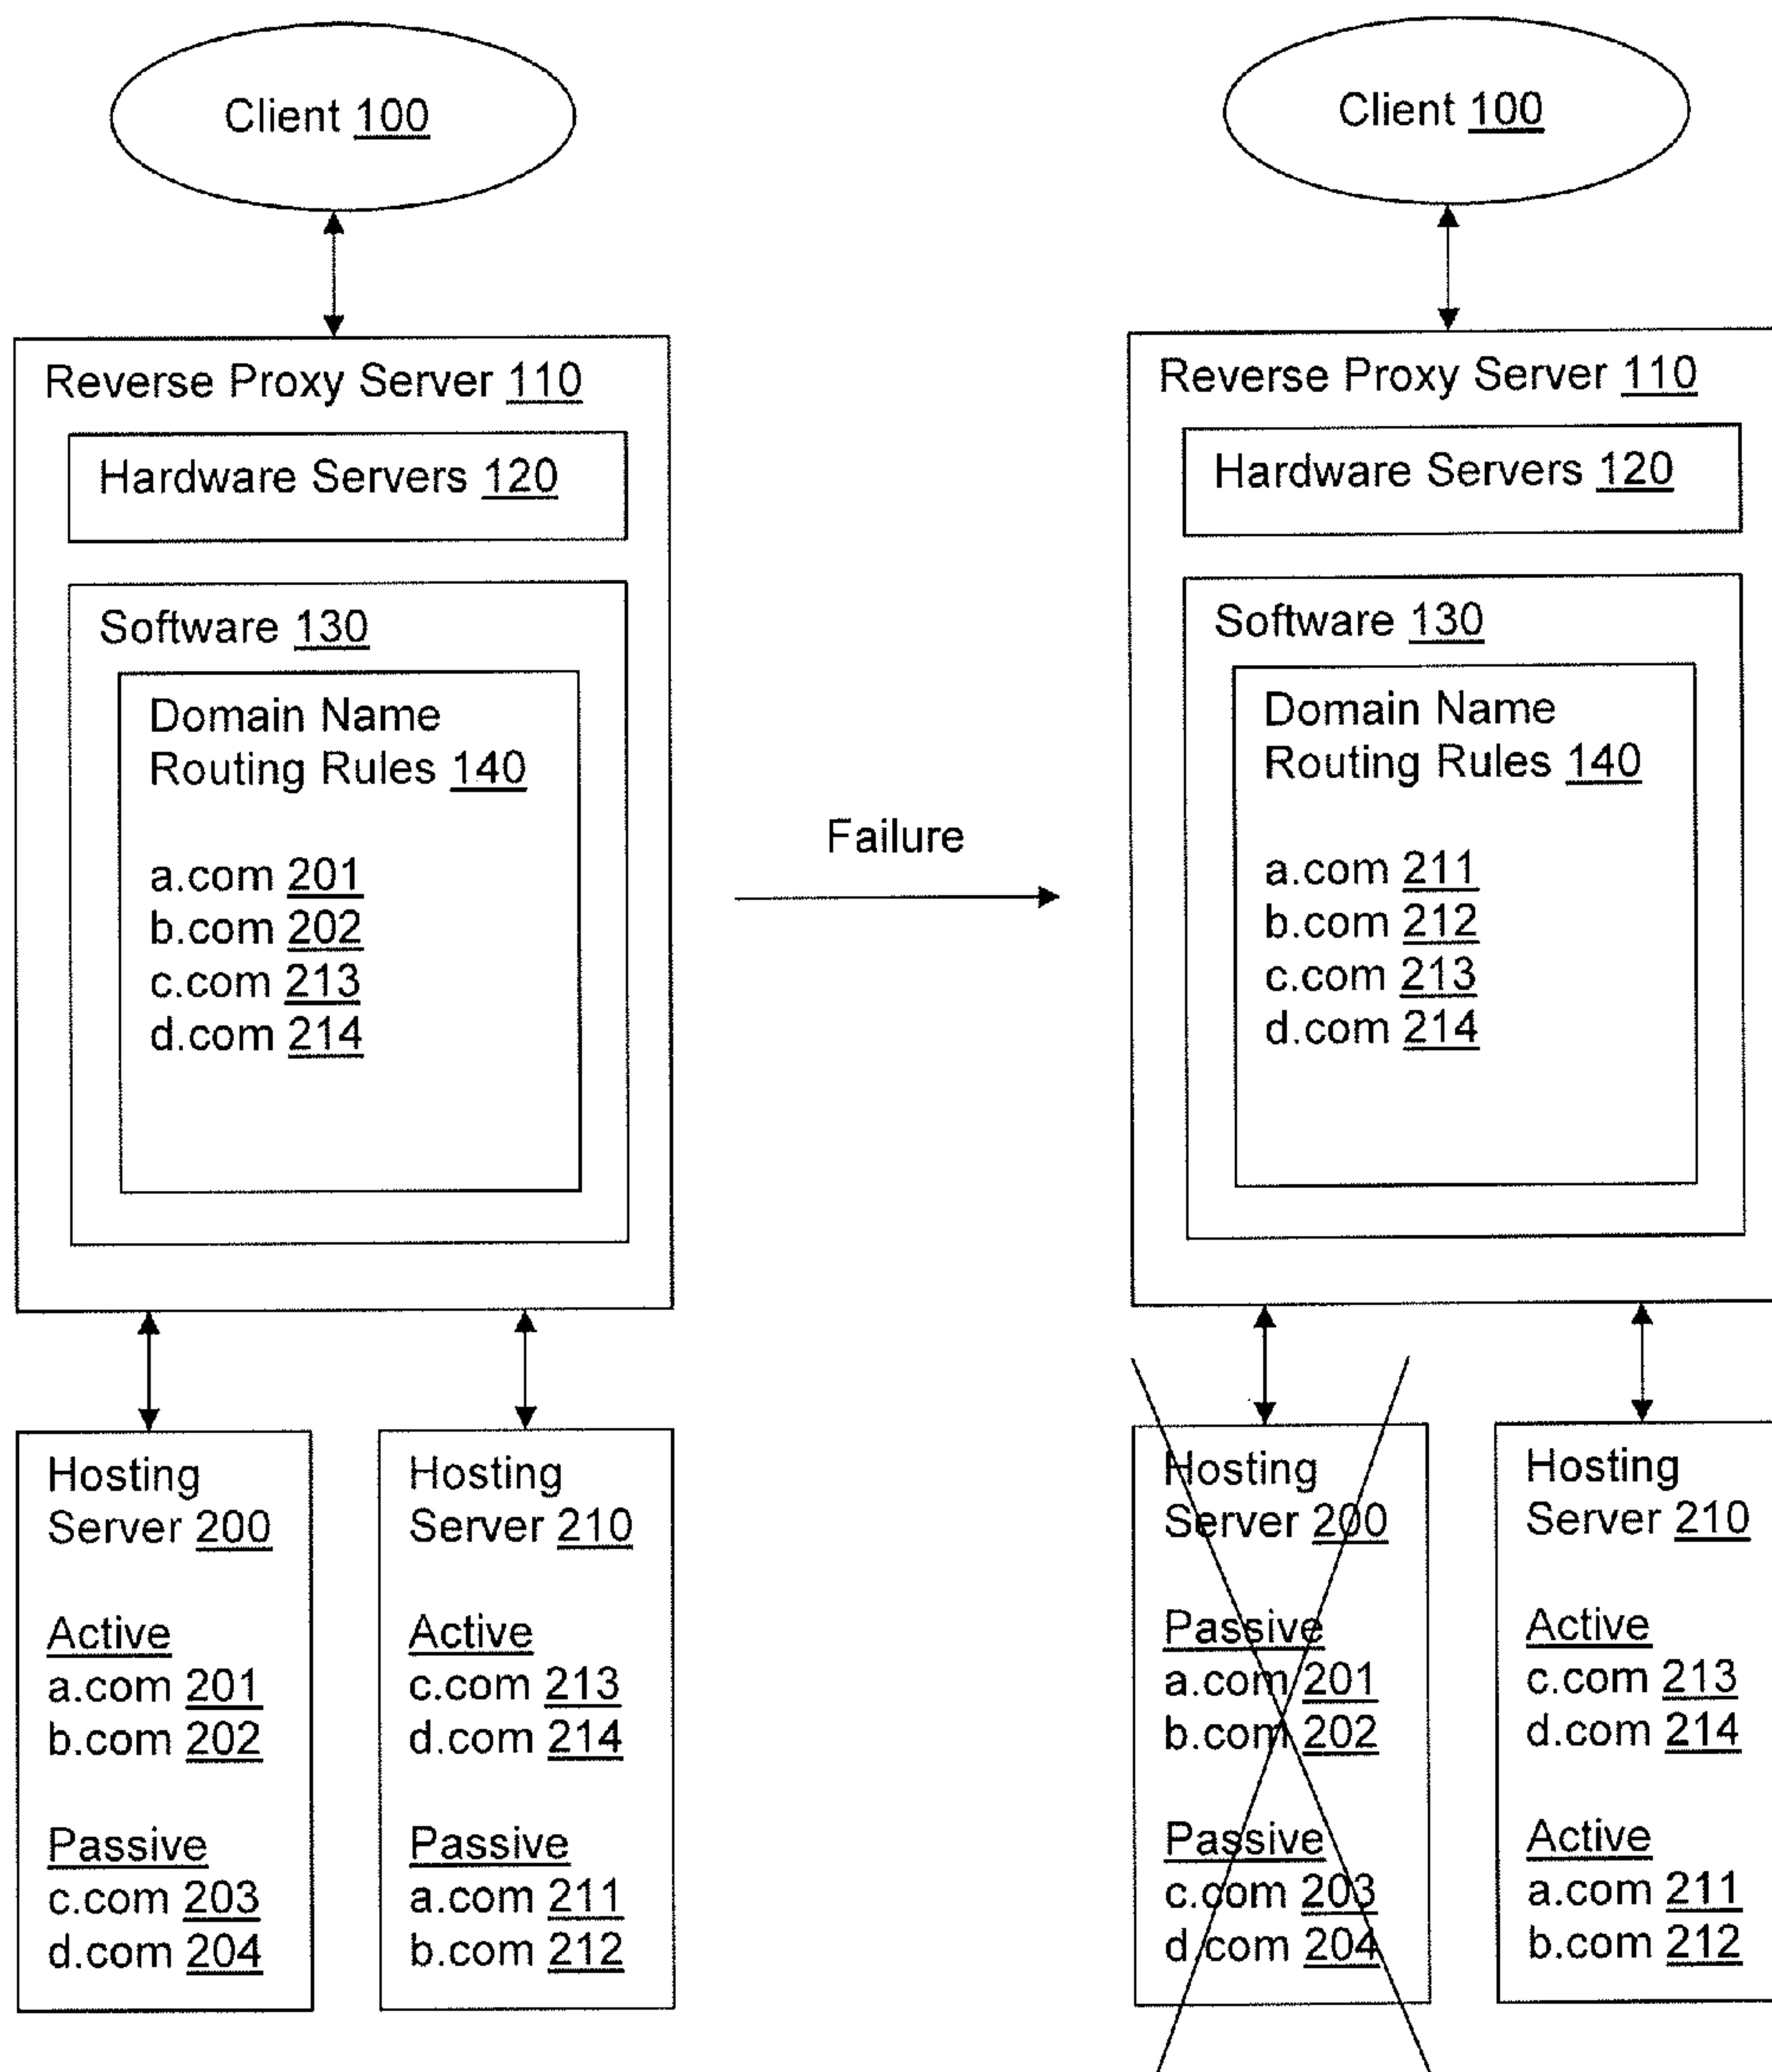 Client 100
Reverse Proxy Server 110
Hardware Servers 120
Software 130
Domain Name
Routing Rules 140
a.com 201
b.com 202
c.com 213
d.com 214
Hosting
Server 200
Active
a.com 201
b.com 202
Passive
c.com 203
d.com 204
Hosting
Server 210
Active
c.com 213
d.com 214
Passive
a.com 211
b.com 212
Failure
Client 100
Reverse Proxy Server 110
Hardware Servers 120
Software 130
Domain Name
Routing Rules 140
a.com 211
b.com 212
c.com 213
d.com 214
Hosting
Server 200
Passive
a.com 201
b.com 202
Passive
c.com 203
d.com 204
Hosting
Server 210
Active
c.com 213
d.com 214
Active
a.com 211
b.com 212